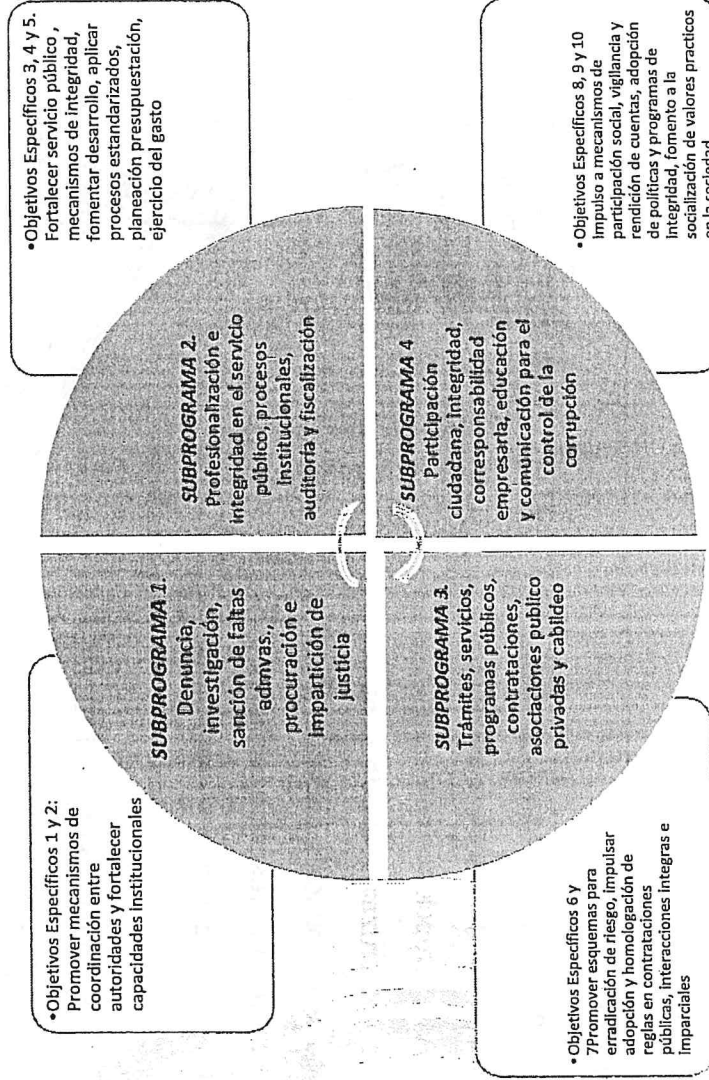 •Objetivos Específicos 1 y 2:
Promover mecanismos de
coordinación entre
autoridades y fortalecer
capacidades Institucionales
SUBPROGRAMA 1.
Denuncia,
investigación,
sanción de faltas
admvas.,
procuración e
impartición de
justicia
•Objetivos Específicos 3, 4 y 5.
Fortalecer servicio público ,
mecanismos de integridad,
fomentar desarrollo, aplicar
procesos estandarizados,
planeación presupuestación,
ejercicio del gasto
SUBPROGRAMA 2.
Profesionalización e
integridad en el servicio
público, procesos
Institucionales,
auditoría y fiscalización
SUBPROGRAMA 3.
Trámites, servicios,
programas públicos,
contrataciones,
asociaciones publico
privadas y cabildeo
•Objetivos Específicos 6 y
7Promover esquemas para
erradicación de riesgo, impulsar
adopción y homologación de
reglas en contrataciones
públicas, interacciones integras e
imparciales
SUBPROGRAMA 4
Participación
ciudadana, integridad,
corresponsabilidad
empresaria, educación
y comunicación para el
control de la
corrupción
•Objetivos Específicos 8, 9 y 10
Impulso a mecanismos de
participación social, vigilancia y
rendición de cuentas, adopción
de políticas y programas de
Integridad, fomento a la
socialización de valores practicos
en la sociedad